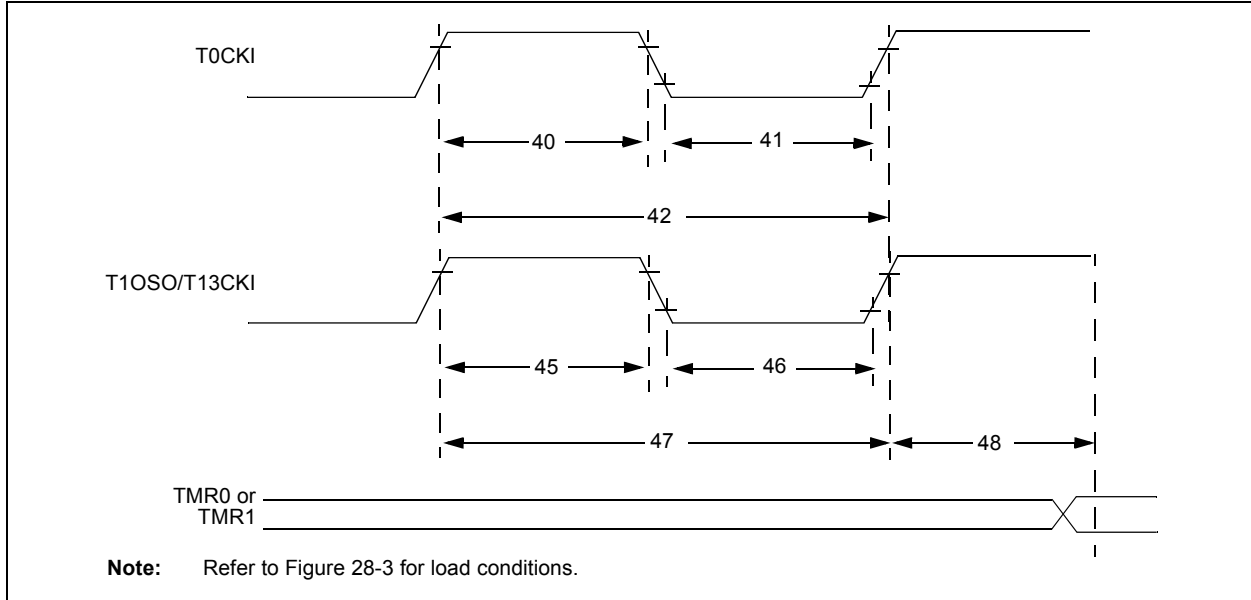 T0CKI
40
41
42
T1OSO/T13CKI
45
46
47
48
TMR0 or
TMR1
Note: Refer to Figure 28-3 for load conditions.